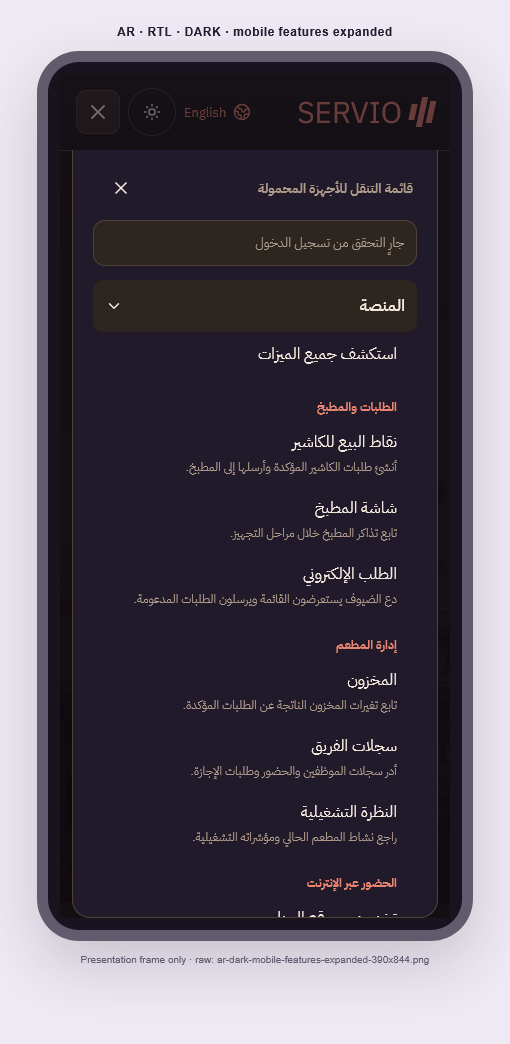 AR · RTL · DARK · mobile features expanded
SERVIO
English
قائمة التنقل للأجهزة المحمولة
جارٍ التحقق من تسجيل الدخول
المنصة
استكشف جميع الميزات
الطلبات والمطبخ
نقاط البيع للكاشير
أنشئ طلبات الكاشير المؤكدة وأرسلها إلى المطبخ.
شاشة المطبخ
تابع تذاكر المطبخ خلال مراحل التجهيز.
الطلب الإلكتروني
دع الضيوف يستعرضون القائمة ويرسلون الطلبات المدعومة.
إدارة المطعم
المخزون
تابع تغيرات المخزون الناتجة عن الطلبات المؤكدة.
سجلات الفريق
أدر سجلات الموظفين والحضور وطلبات الإجازة.
النظرة التشغيلية
راجع نشاط المطعم الحالي ومؤشراته التشغيلية.
الحضور عبر الإنترنت
Presentation frame only · raw: ar-dark-mobile-features-expanded-390x844.png